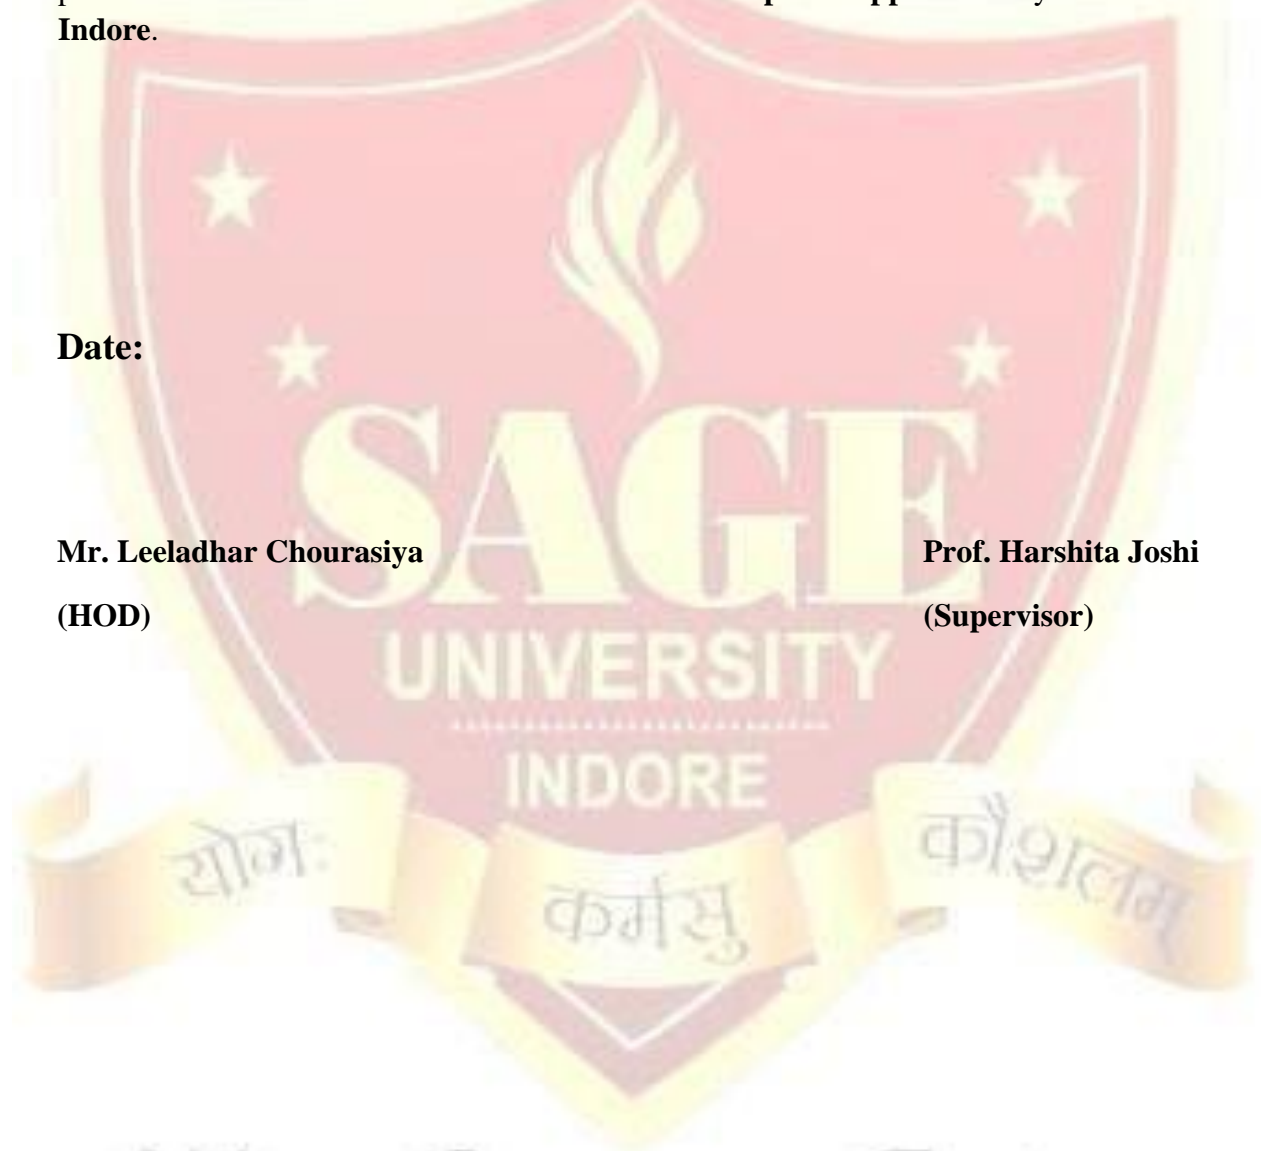 Indore.
Date:
SAGE
Mr. Leeladhar Chourasiya Prof. Harshita Joshi
(HOD) (Supervisor)
UNIVERSITY
INDORE
योगः कर्मसु कौशलम्